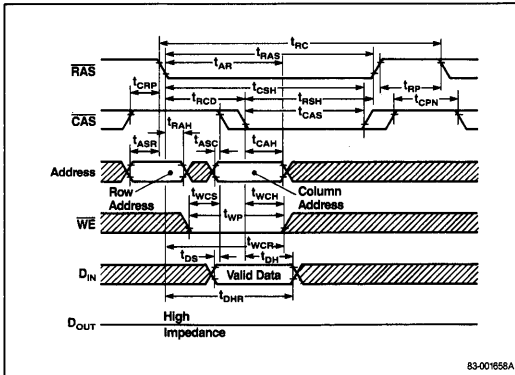 tRC
tRAS
tAR
RAS
tCSH
tRP
tCRP
tRCD
tRSH
tCPN
CAS
tCAS
tRAH
tASR
tASC
tCAH
Address
Row Address
Column Address
tWCS
tWCH
tWP
WE
tWCR
tDS
tDH
DIN
Valid Data
tDHR
DOUT
High Impedance
83-001658A